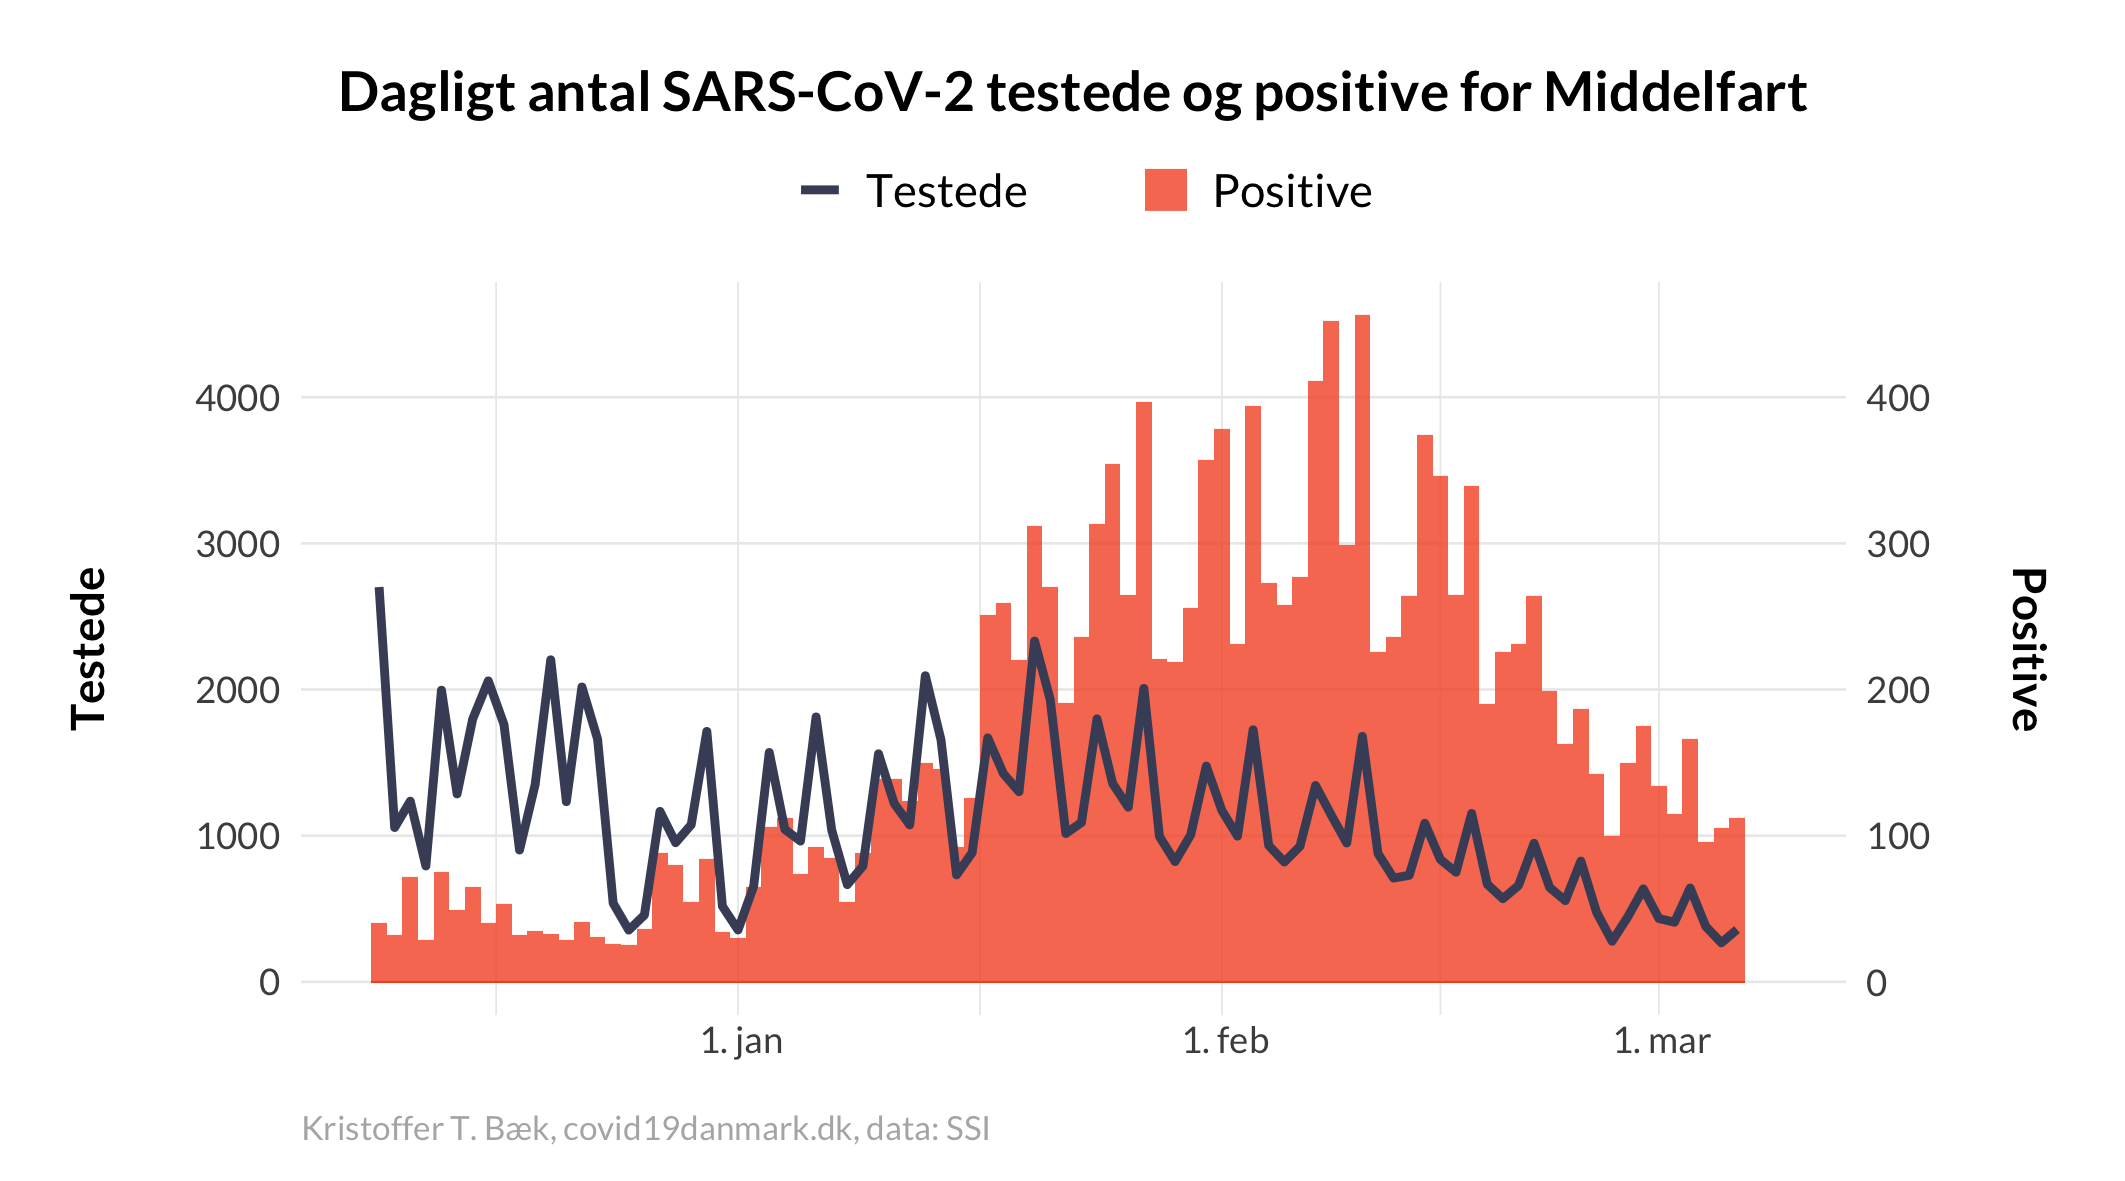 Dagligt antal SARS-CoV-2 testede og positive for Middelfart
Testede
Positive
4000
3000
2000
1000
0
Testede
400
300
200
100
0
Positive
1. jan
1. feb
1. mar
Kristoffer T. Bæk, covid19danmark.dk, data: SSI